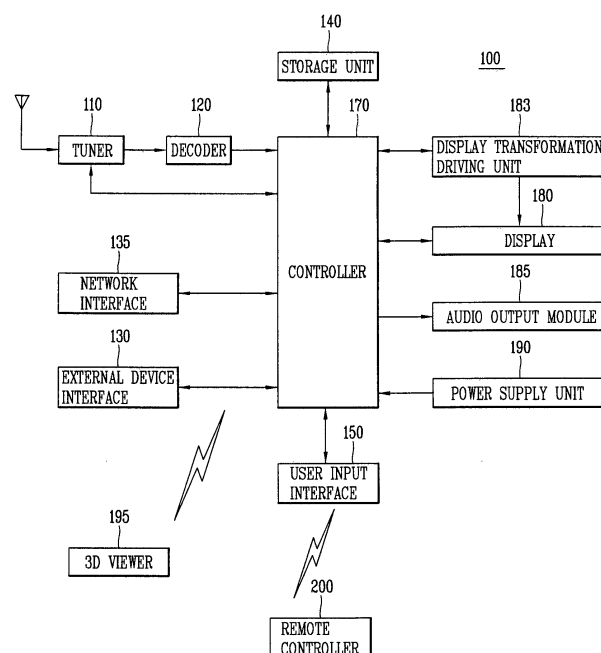 140
STORAGE UNIT
100
110
120
170
183
TUNER
DECODER
DISPLAY TRANSFORMATION
DRIVING UNIT
180
DISPLAY
135
NETWORK
INTERFACE
CONTROLLER
185
AUDIO OUTPUT MODULE
130
EXTERNAL DEVICE
INTERFACE
190
POWER SUPPLY UNIT
150
USER INPUT
INTERFACE
195
3D VIEWER
200
REMOTE
CONTROLLER